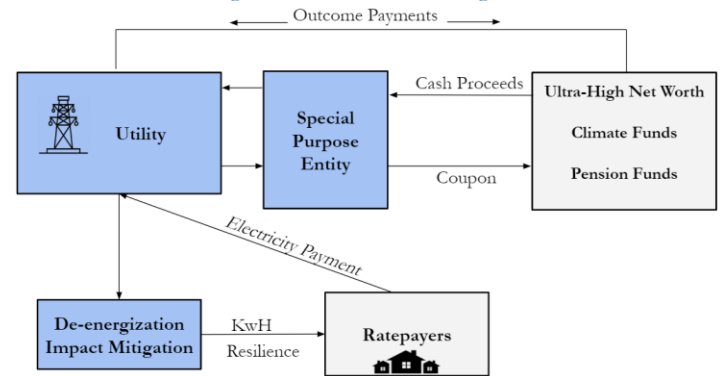 Outcome Payments
Utility
Special
Purpose
Entity
Cash Proceeds
Coupon
Ultra-High Net Worth
Climate Funds
Pension Funds
Electricity Payment
De-energization
Impact Mitigation
KwH
Resilience
Ratepayers